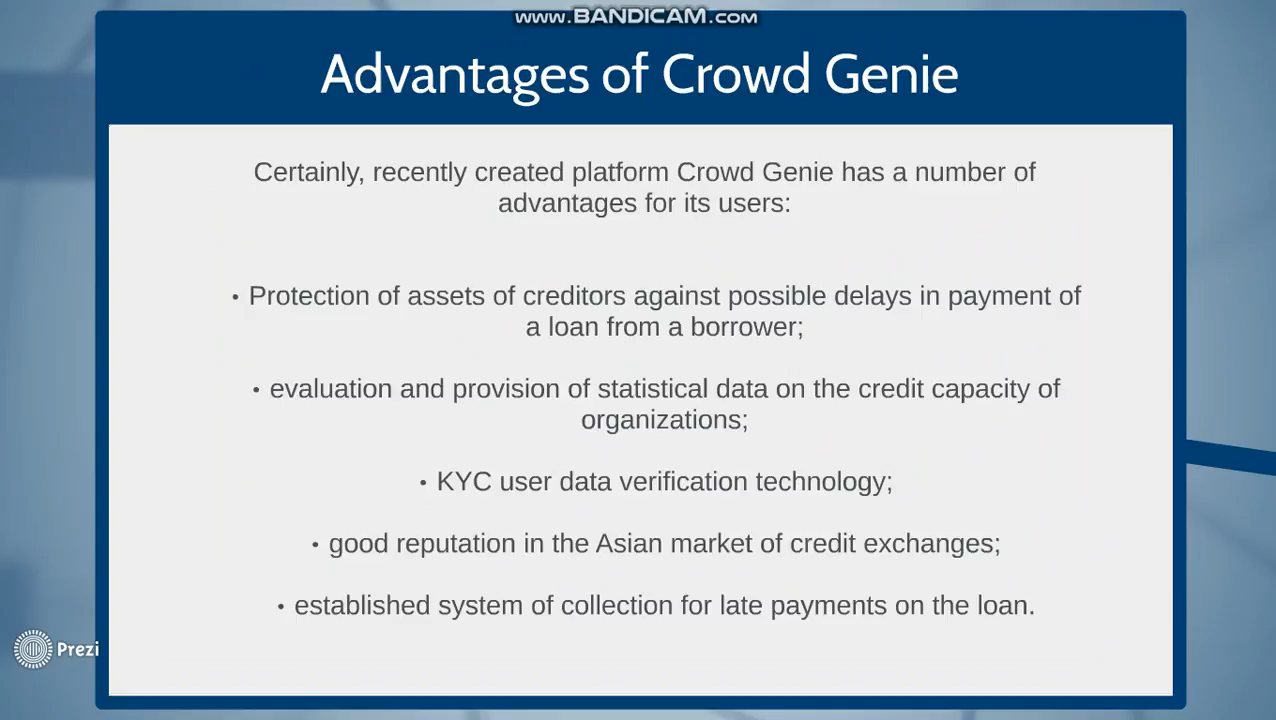 www.BANDICAM.com
Advantages of Crowd Genie
Certainly, recently created platform Crowd Genie has a number of
advantages for its users:
• Protection of assets of creditors against possible delays in payment of
a loan from a borrower;
• evaluation and provision of statistical data on the credit capacity of
organizations;
• KYC user data verification technology;
• good reputation in the Asian market of credit exchanges;
• established system of collection for late payments on the loan.
Prezi